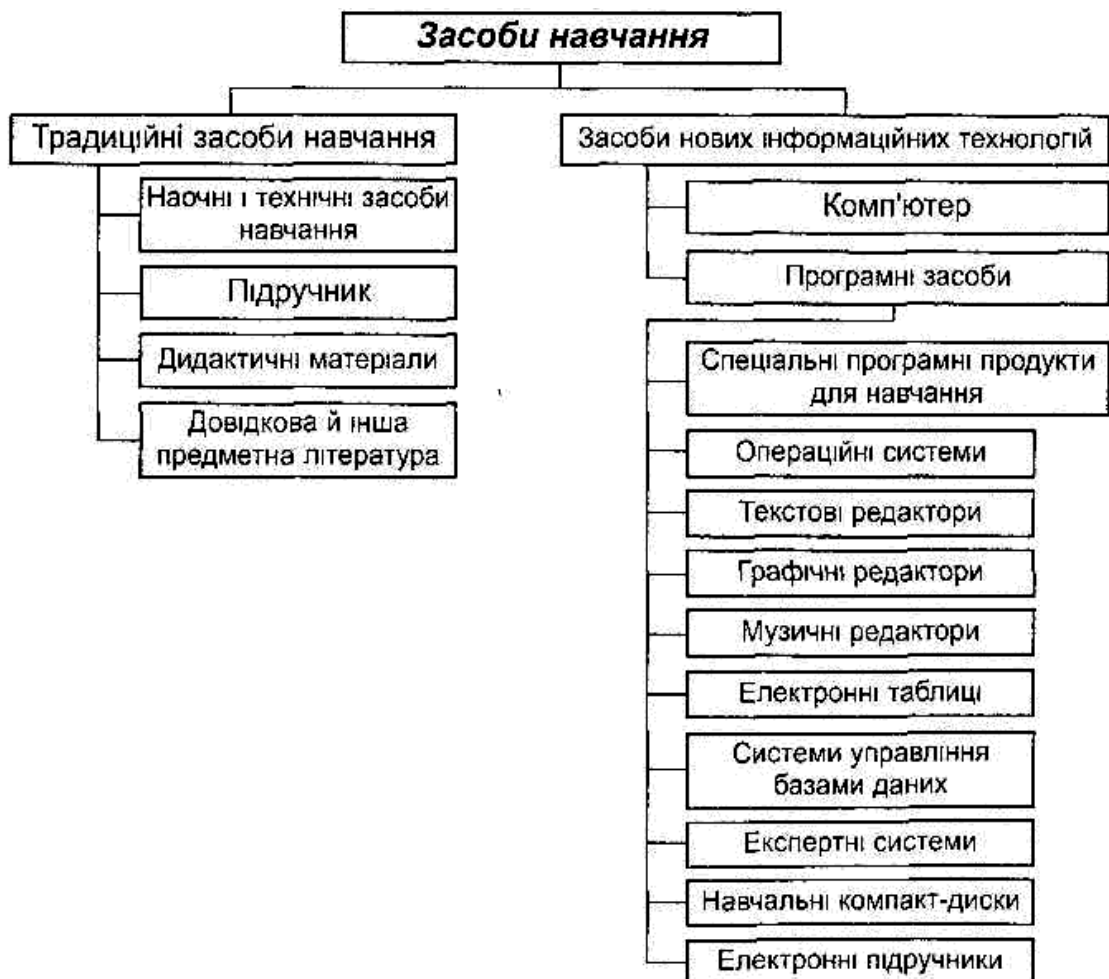 Засоби навчання
Традиційні засоби навчання
Наочні і технічні засоби
навчання
Підручник
Дидактичні матеріали
Довідкова й інша
предметна література
Засоби нових інформаційних технологій
Комп'ютер
Програмні засоби
Спеціальні програмні продукти
для навчання
Операційні системи
Текстові редактори
Графічні редактори
Музичні редактори
Електронні таблиці
Системи управління
базами даних
Експертні системи
Навчальні компакт-диски
Електронні підручники